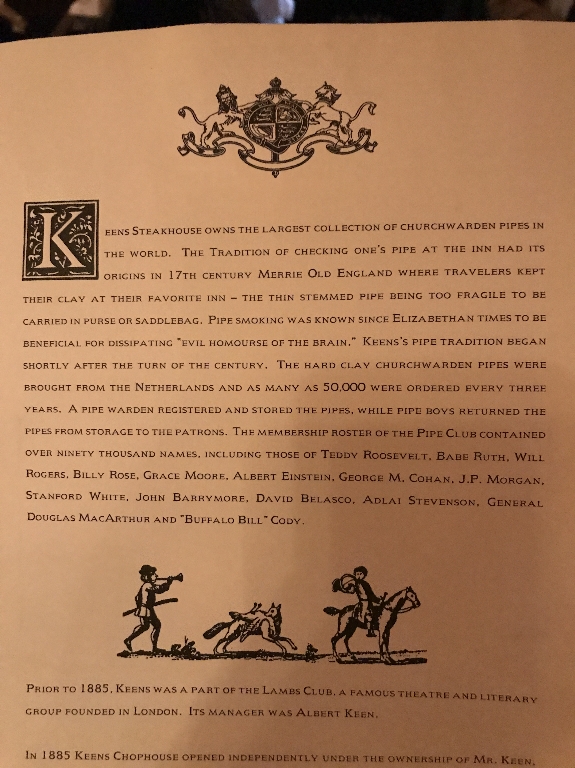 KEENS STEAKHOUSE OWNS THE LARGEST COLLECTION OF CHURCHWARDEN PIPES IN
THE WORLD. THE TRADITION OF CHECKING ONE'S PIPE AT THE INN HAD ITS
ORIGINS IN 17TH CENTURY MERRIE OLD ENGLAND WHERE TRAVELERS KEPT
THEIR CLAY AT THEIR FAVORITE INN – THE THIN STEMMED PIPE BEING TOO FRAGILE TO BE
CARRIED IN PURSE OR SADDLEBAG. PIPE SMOKING WAS KNOWN SINCE ELIZABETHAN TIMES TO BE
BENEFICIAL FOR DISSIPATING "EVIL HOMOURSE OF THE BRAIN." KEENS'S PIPE TRADITION BEGAN
SHORTLY AFTER THE TURN OF THE CENTURY. THE HARD CLAY CHURCHWARDEN PIPES WERE
BROUGHT FROM THE NETHERLANDS AND AS MANY AS 50,000 WERE ORDERED EVERY THREE
YEARS. A PIPE WARDEN REGISTERED AND STORED THE PIPES, WHILE PIPE BOYS RETURNED THE
PIPES FROM STORAGE TO THE PATRONS. THE MEMBERSHIP ROSTER OF THE PIPE CLUB CONTAINED
OVER NINETY THOUSAND NAMES, INCLUDING THOSE OF TEDDY ROOSEVELT, BABE RUTH, WILL
ROGERS, BILLY ROSE, GRACE MOORE, ALBERT EINSTEIN, GEORGE M. COHAN, J.P. MORGAN,
STANFORD WHITE, JOHN BARRYMORE, DAVID BELASCO, ADLAI STEVENSON, GENERAL
DOUGLAS MACARTHUR AND "BUFFALO BILL" CODY.
PRIOR TO 1885, KEENS WAS A PART OF THE LAMBS CLUB, A FAMOUS THEATRE AND LITERARY
GROUP FOUNDED IN LONDON. ITS MANAGER WAS ALBERT KEEN.
IN 1885 KEENS CHOPHOUSE OPENED INDEPENDENTLY UNDER THE OWNERSHIP OF MR. KEEN,